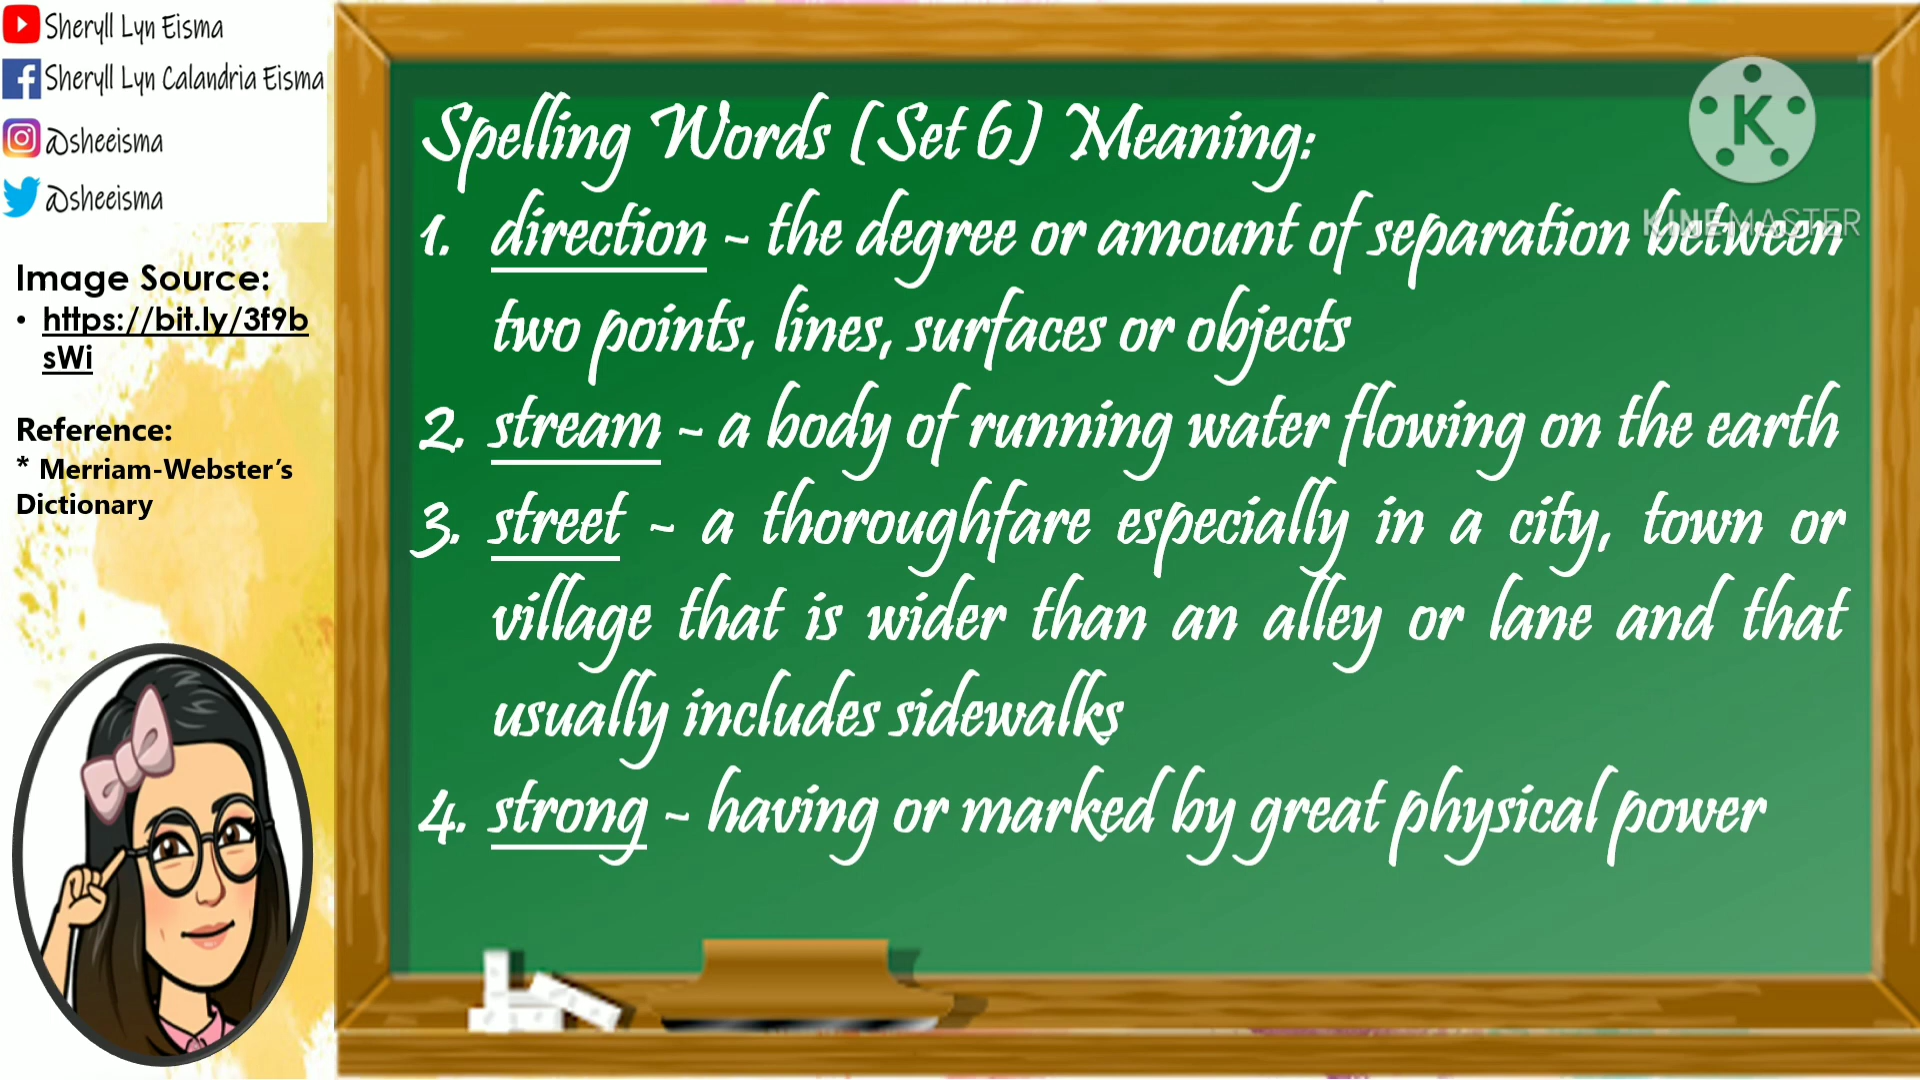 Sheryll Lyn Eisma
Sheryll Lyn Calandria Eisma
@sheeisma
@sheeisma
Image Source:
• https://bit.ly/3f9b
sWi
Reference:
* Merriam-Webster’s
Dictionary
K
KINEMASTER
Spelling Words (Set 6) Meaning:
1. direction - the degree or amount of separation between
two points, lines, surfaces or objects
2. stream - a body of running water flowing on the earth
3. street - a thoroughfare especially in a city, town or
village that is wider than an alley or lane and that
usually includes sidewalks
4. strong - having or marked by great physical power